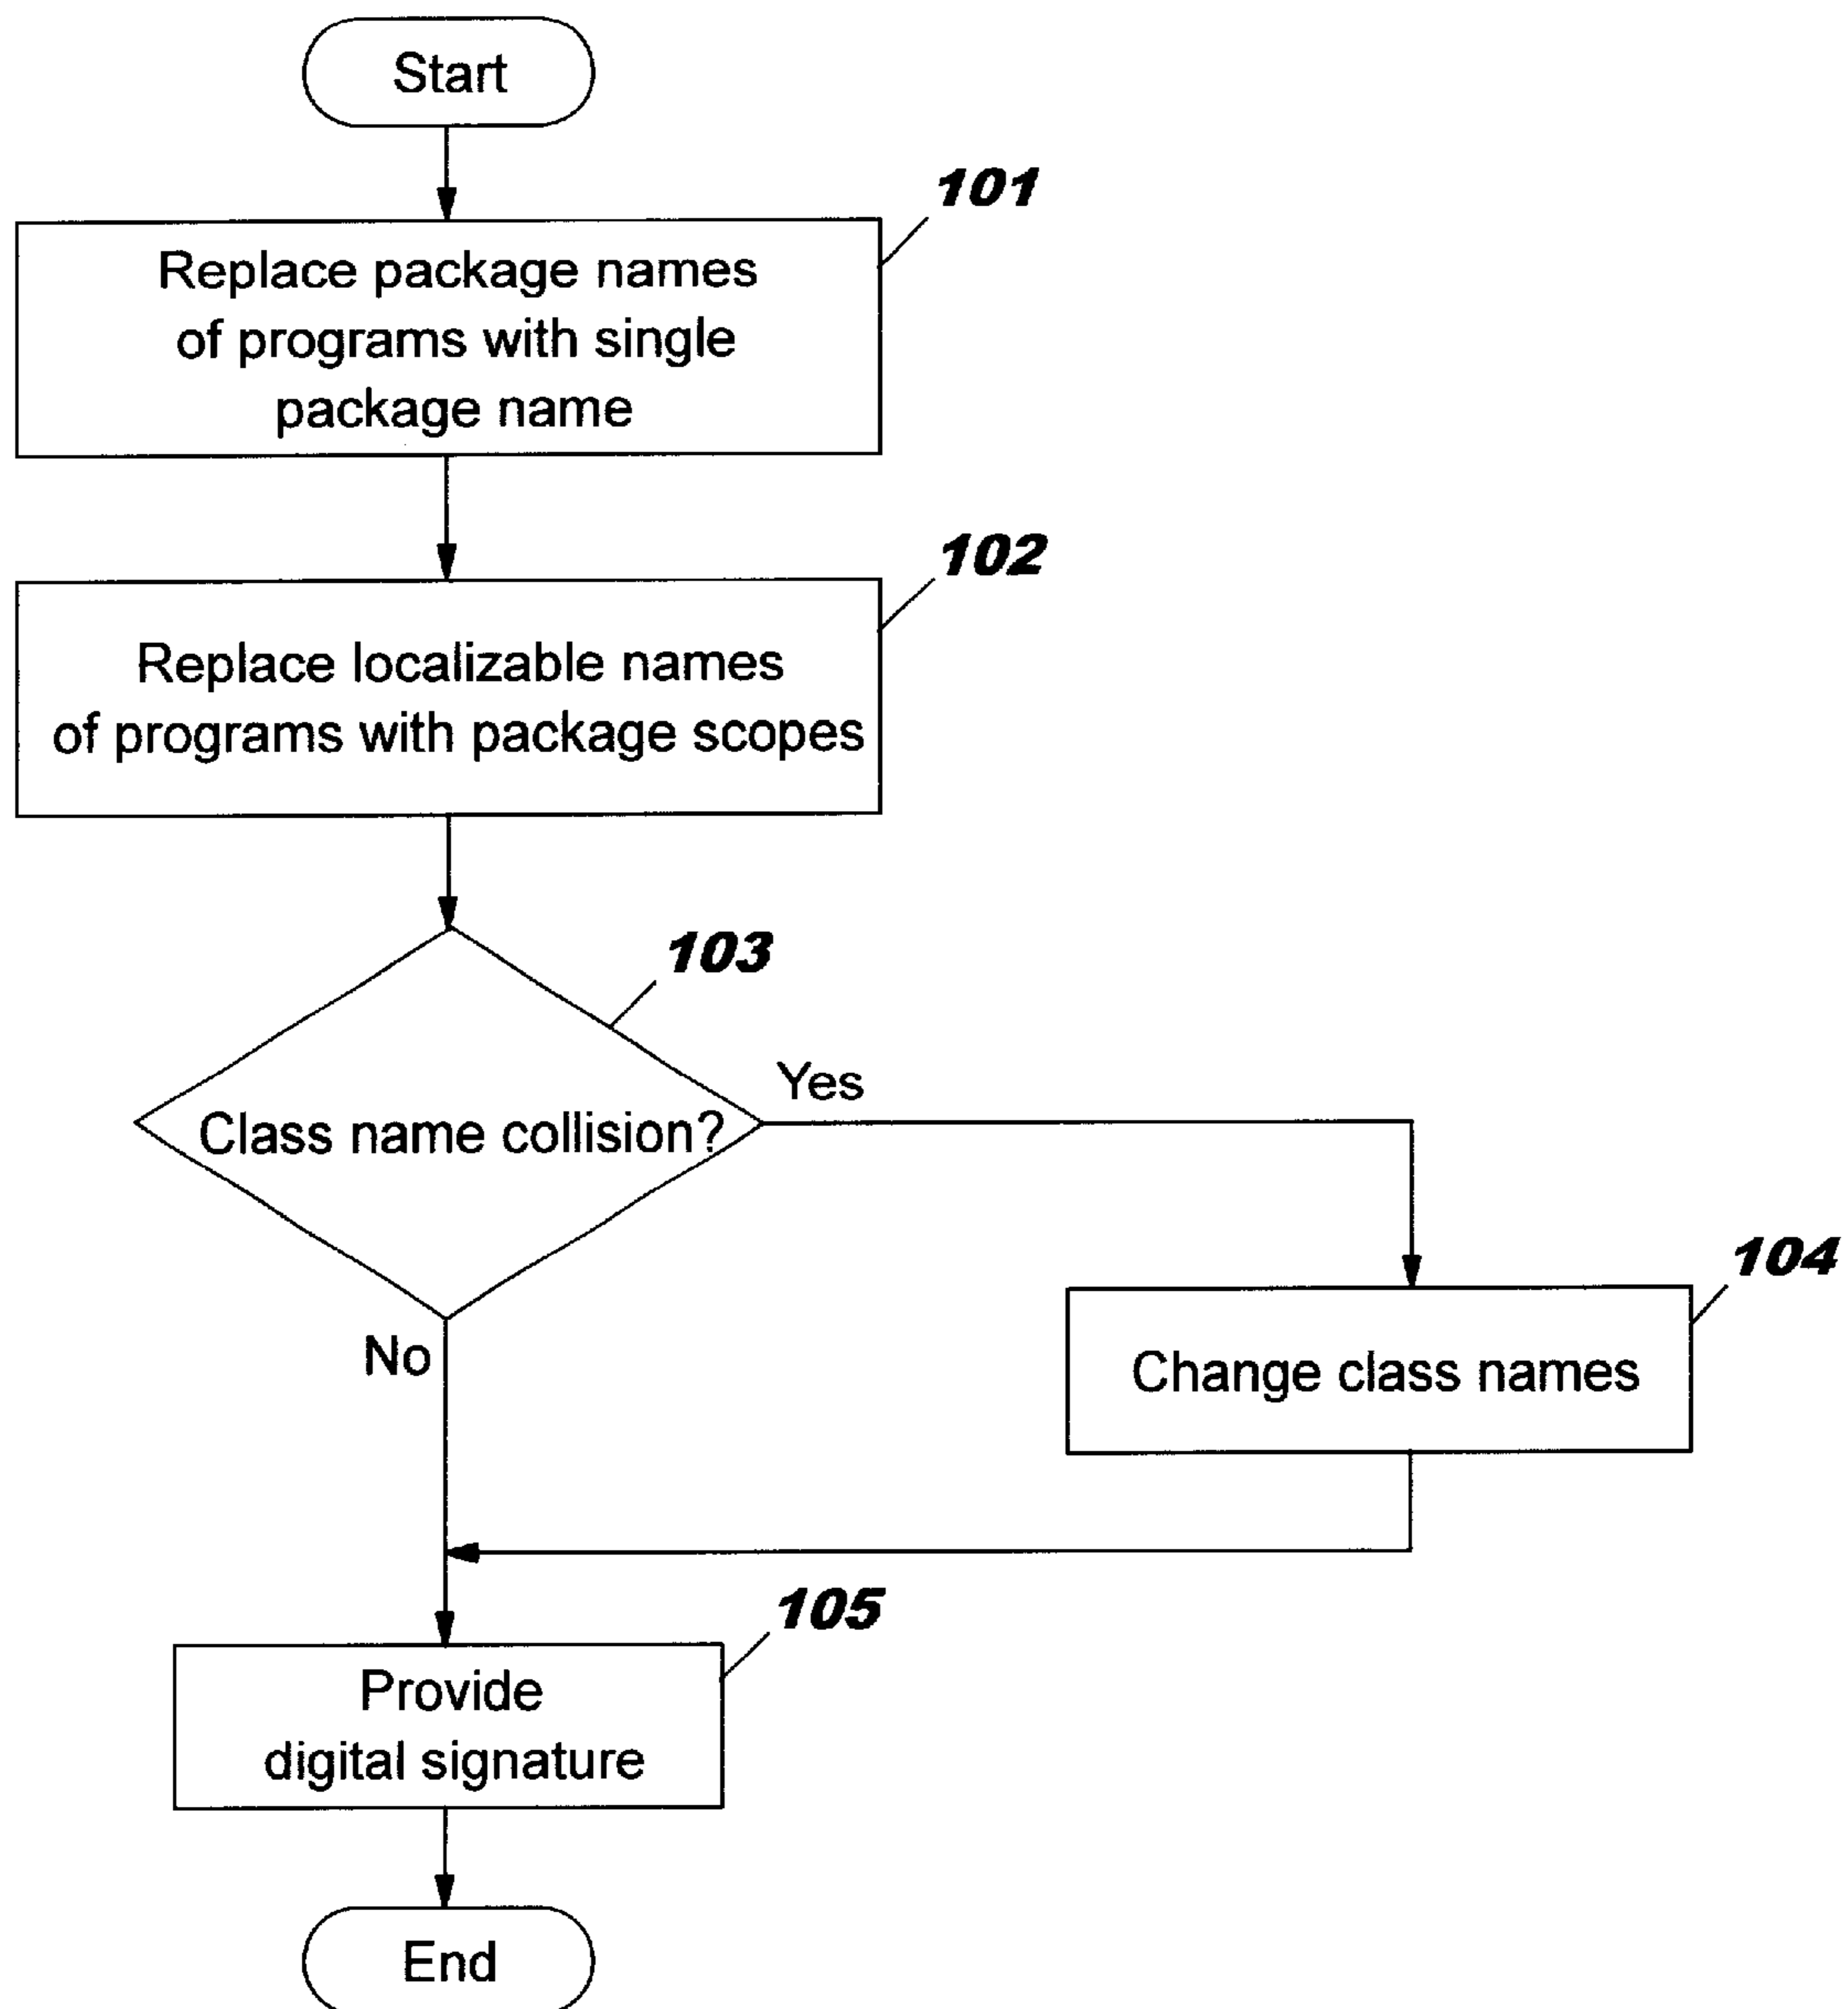 Start
101
Replace package names
of programs with single
package name
102
Replace localizable names
of programs with package scopes
103
Class name collision?
Yes
No
104
Change class names
105
Provide
digital signature
End